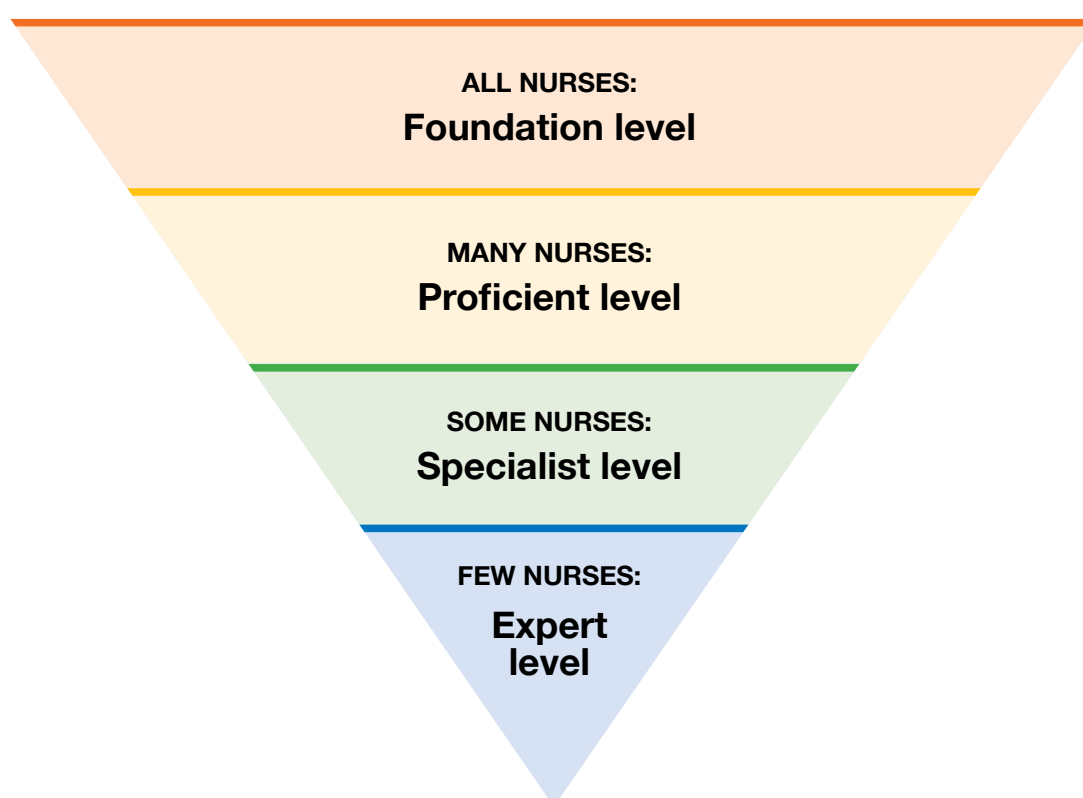 ALL NURSES:
Foundation level
MANY NURSES:
Proficient level
SOME NURSES:
Specialist level
FEW NURSES:
Expert
level